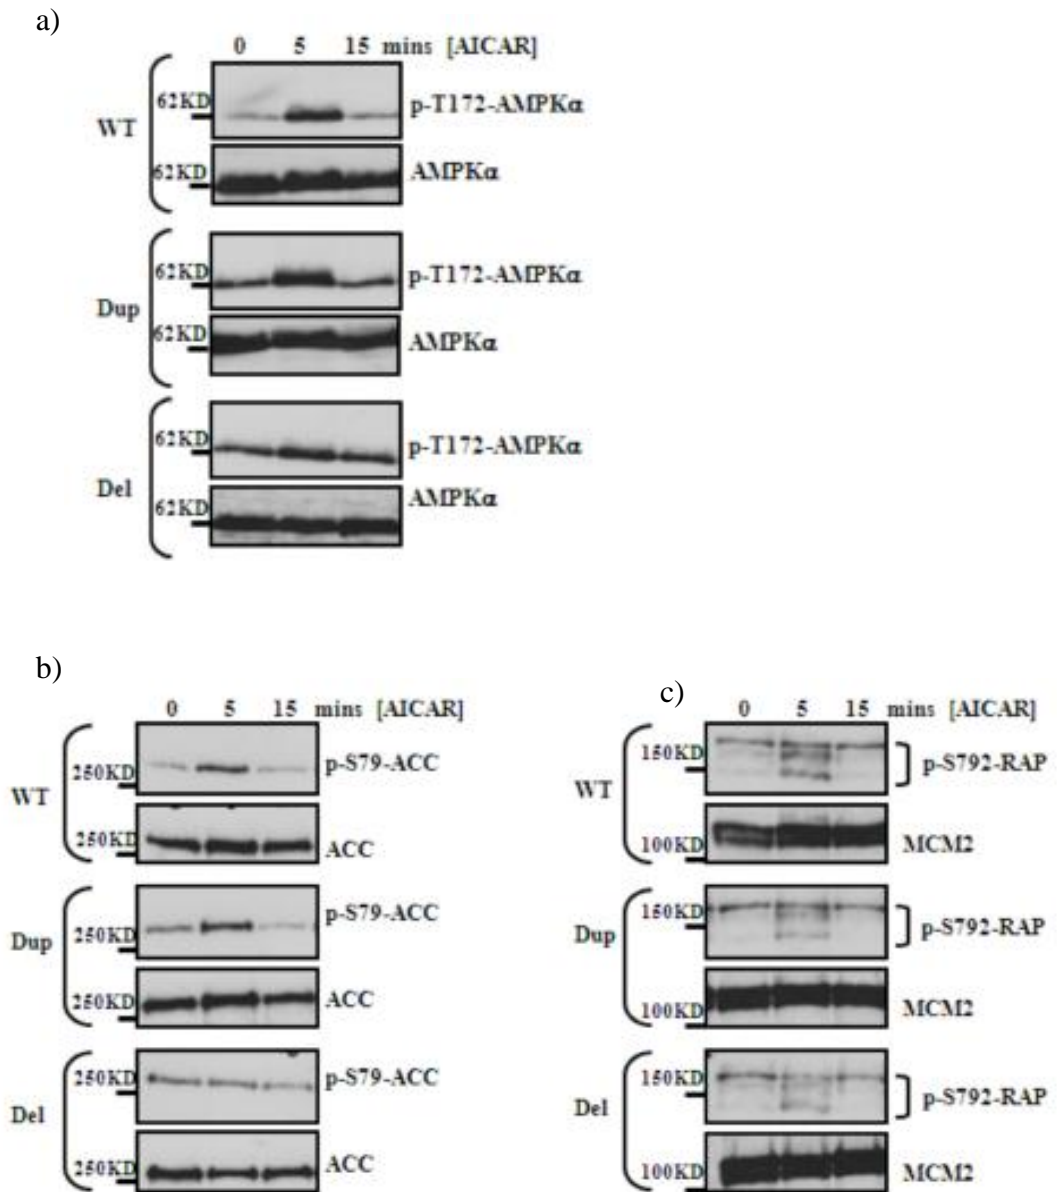 a)
0 5 15 mins [AICAR]
WT
62KD p-T172-AMPKα
62KD AMPKα
Dup
62KD p-T172-AMPKα
62KD AMPKα
Del
62KD p-T172-AMPKα
62KD AMPKα
b)
0 5 15 mins [AICAR]
WT
250KD p-S79-ACC
250KD ACC
Dup
250KD p-S79-ACC
250KD ACC
Del
250KD p-S79-ACC
250KD ACC
c)
0 5 15 mins [AICAR]
WT
150KD p-S792-RAP
100KD MCM2
Dup
150KD p-S792-RAP
100KD MCM2
Del
150KD p-S792-RAP
100KD MCM2